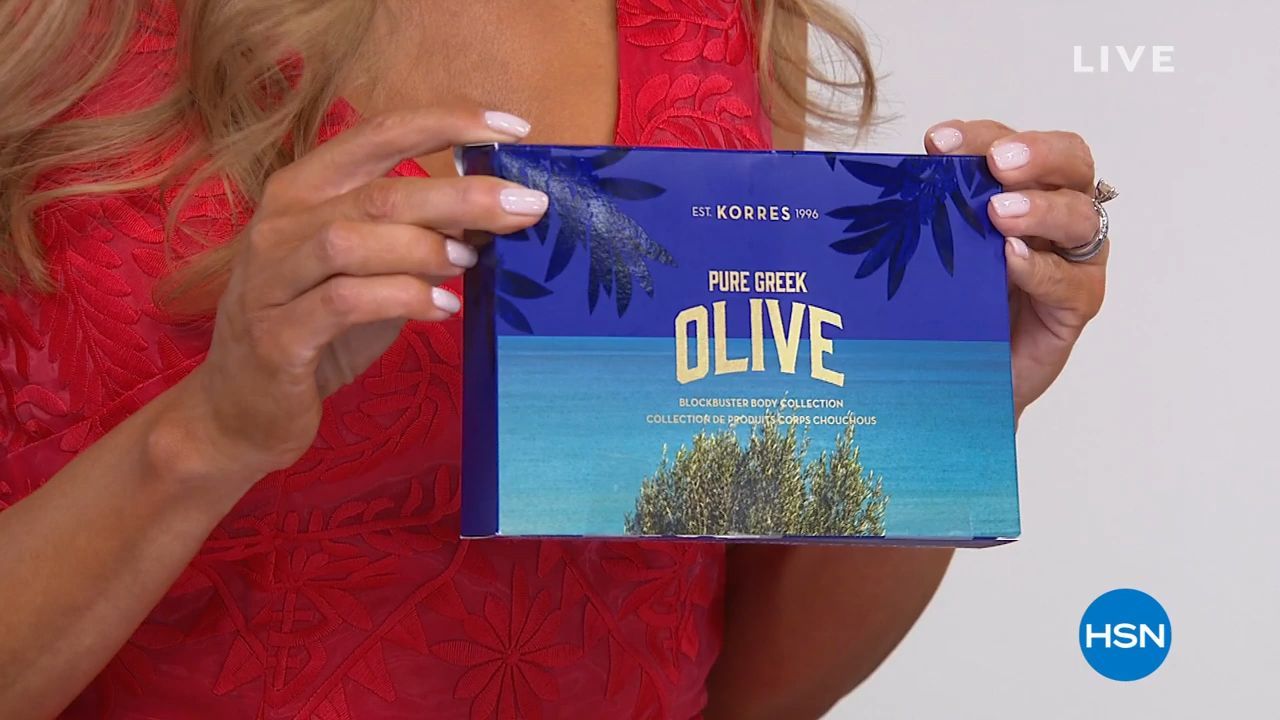 LIVE
EST. KORRES 1996
PURE GREEK
OLIVE
BLOCKBUSTER BODY COLLECTION
COLLECTION DE PRODUITS CORPS CHOUCHOUS
HSN